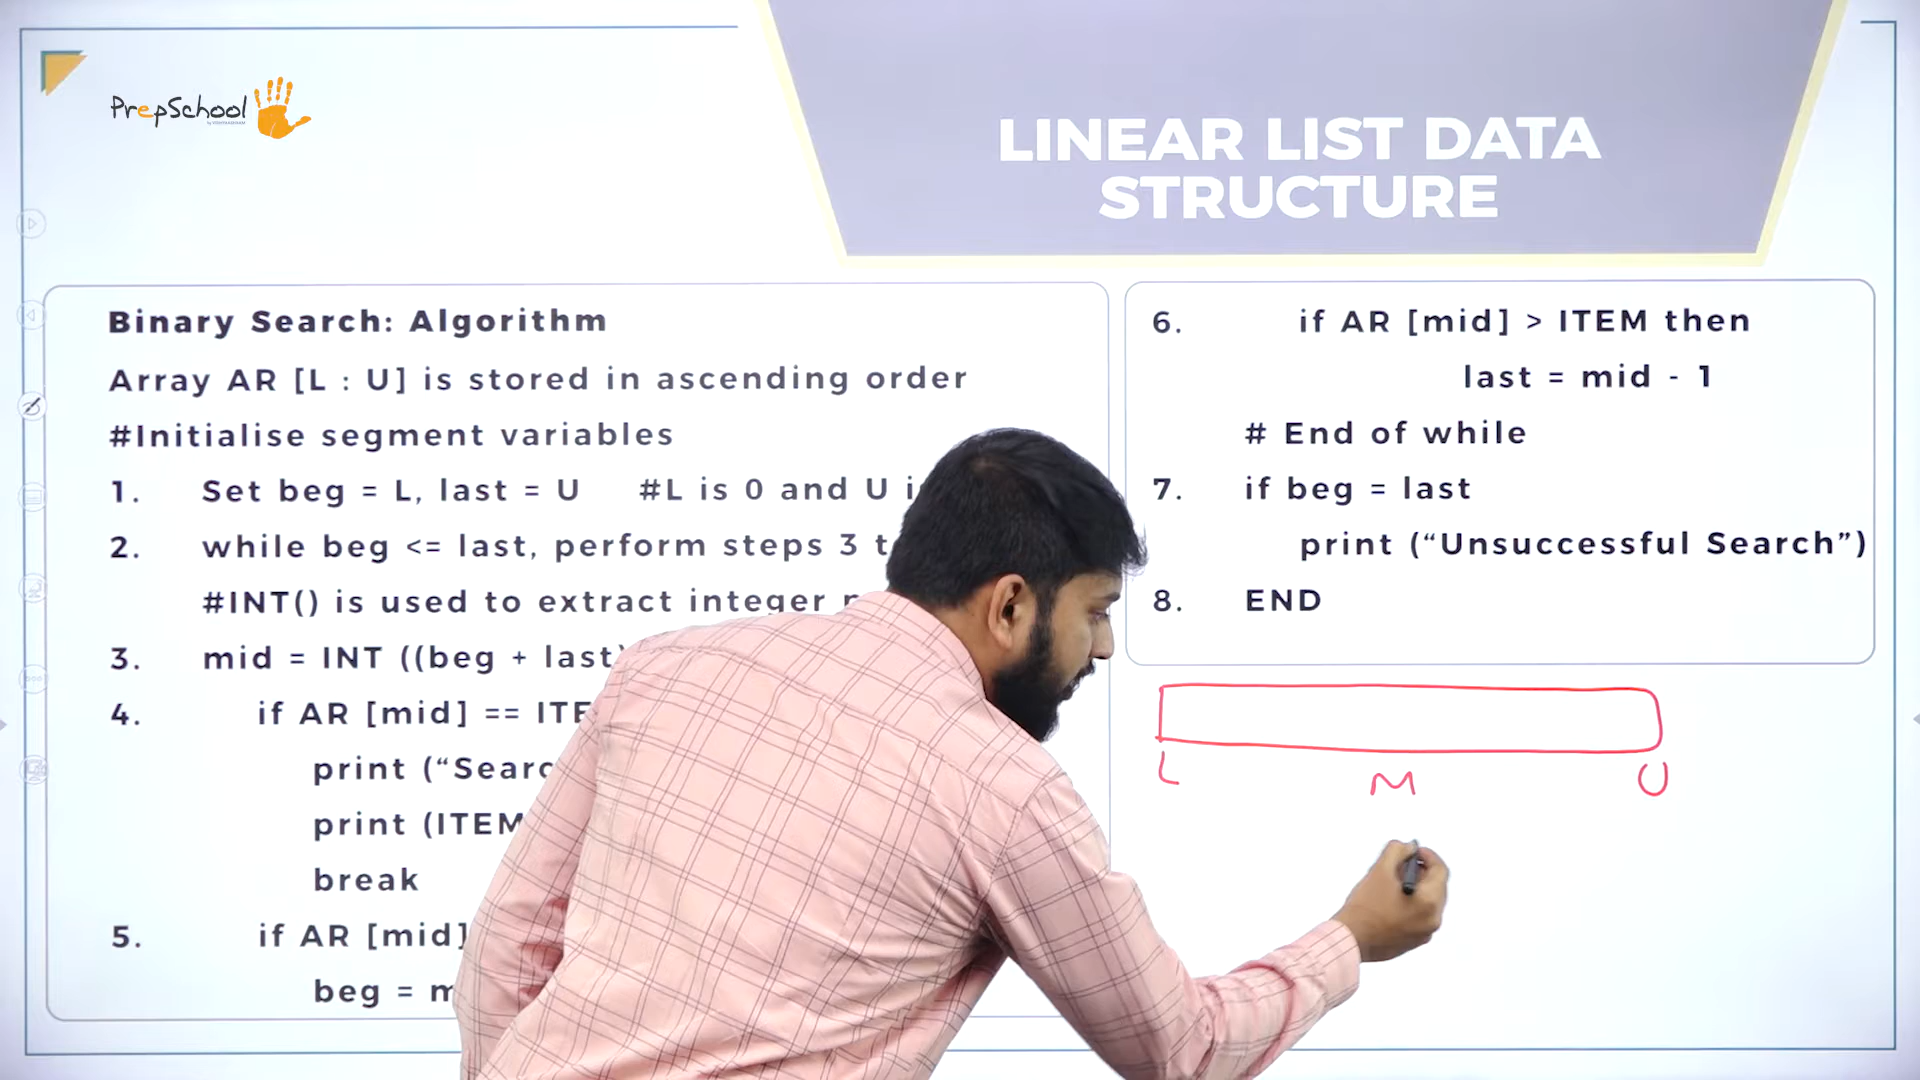 PrepSchool
LINEAR LIST DATA
STRUCTURE
Binary Search: Algorithm
Array AR [L : U] is stored in ascending order
#Initialise segment variables
1. Set beg = L, last = U #L is 0 and U
2. while beg <= last, perform steps 3
#INT() is used to extract integer
3. mid = INT ((beg + last)
4. if AR [mid] ==
print (“
print (ITEM
break
5. if AR [mid]
beg =
6. if AR [mid] > ITEM then
last = mid - 1
# End of while
7. if beg = last
print (“Unsuccessful Search”)
8. END
L M U